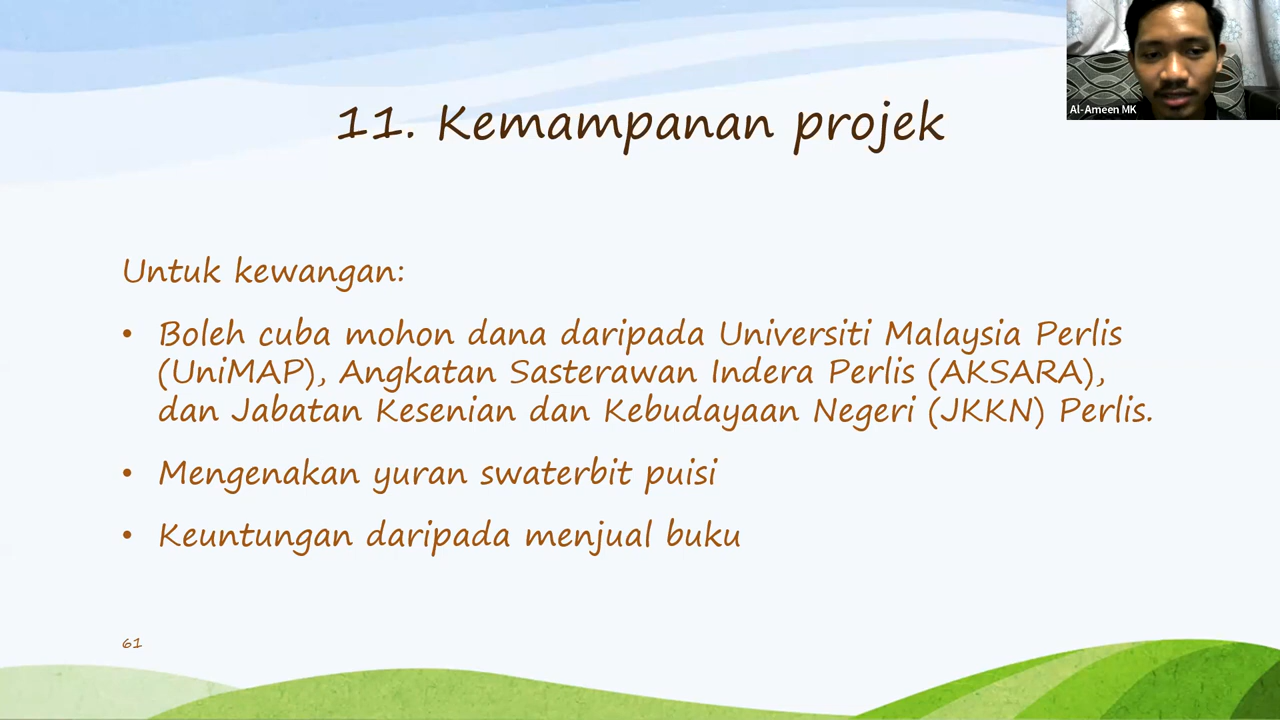 Al-Ameen MK
11. Kemampanan projek
Untuk kewangan:
• Boleh cuba mohon dana daripada Universiti Malaysia Perlis
(UniMAP), Angkatan Sasterawan Indera Perlis (AKSARA),
dan Jabatan Kesenian dan Kebudayaan Negeri (JKKN) Perlis.
• Mengenakan yuran swaterbit puisi
• Keuntungan daripada menjual buku
61